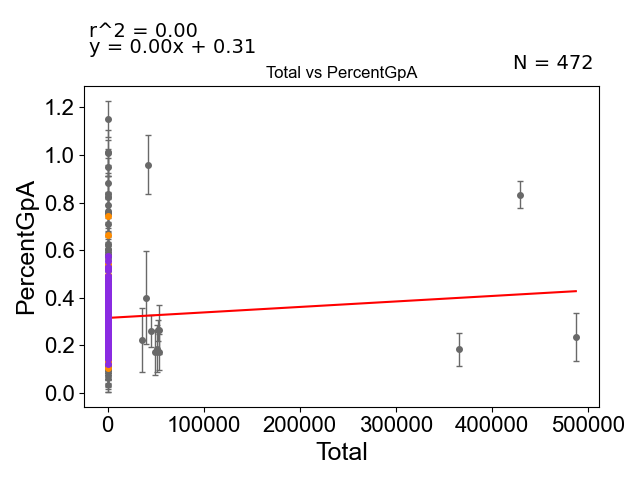 r^2 = 0.00
y = 0.00x + 0.31
N = 472
Total vs PercentGpA
PercentGpA
1.2
1.0
0.8
0.6
0.4
0.2
0.0
0
100000
200000
300000
400000
500000
Total